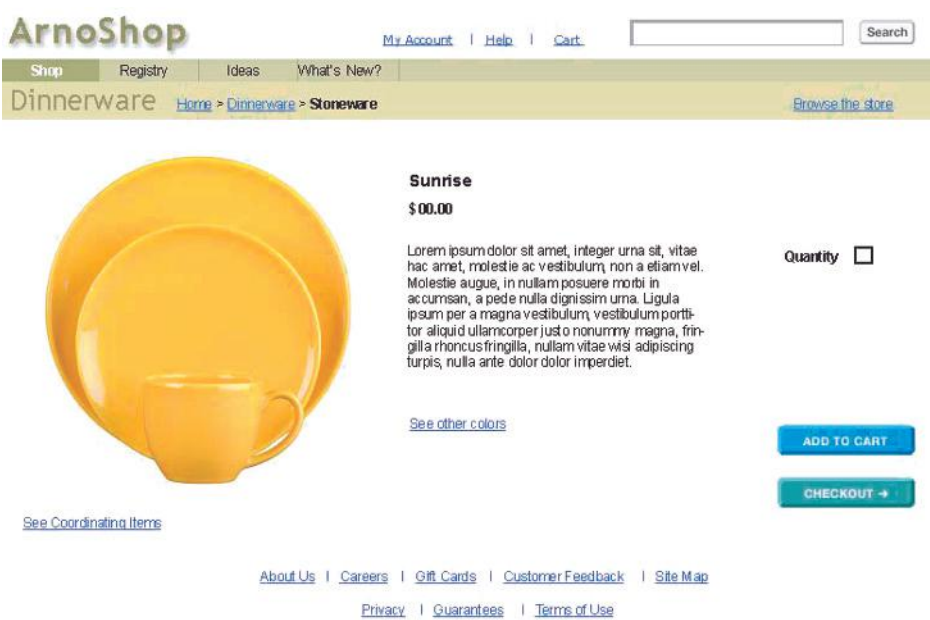 ArnoShop
My Account | Help | Cart
Search
Shop Registry Ideas What's New?
Dinnerware Home > Dinnerware > Stoneware Browse the store
Sunrise
$00.00
Lorem ipsum dolor sit amet, integer urna sit, vitae
hac amet, molestie ac vestibulum, non a etiam vel.
Molestie augue, in nullam posuere morbi in
accumsan, a pede nulla dignissim urna. Ligula
ipsum per a magna vestibulum, vestibulum portti-
tor aliquid ullamcorper justo nonummy magna, frin-
gilla rhoncus fringilla, nullam vitae wisi adipiscing
turpis, nulla ante dolor dolor imperdiet.
Quantity
See other colors
ADD TO CART
CHECKOUT →
See Coordinating Items
About Us | Careers | Gift Cards | Customer Feedback | Site Map
Privacy | Guarantees | Terms of Use